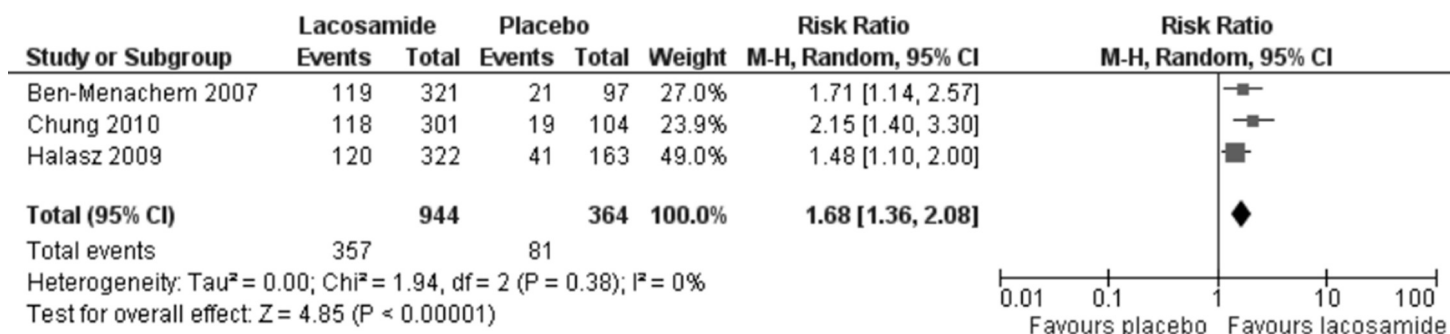 Lacosamide Placebo Risk Ratio Risk Ratio
Study or Subgroup Events Total Events Total Weight M-H, Random, 95% CI M-H, Random, 95% CI
Ben-Menachem 2007 119 321 21 97 27.0% 1.71 [1.14, 2.57]
Chung 2010 118 301 19 104 23.9% 2.15 [1.40, 3.30]
Halasz 2009 120 322 41 163 49.0% 1.48 [1.10, 2.00]
Total (95% CI) 944 364 100.0% 1.68 [1.36, 2.08]
Total events 357 81
Heterogeneity: Tau² = 0.00; Chi² = 1.94, df = 2 (P = 0.38); I² = 0%
Test for overall effect: Z = 4.85 (P < 0.00001)
0.01 0.1 1 10 100
Favours placebo Favours lacosamide